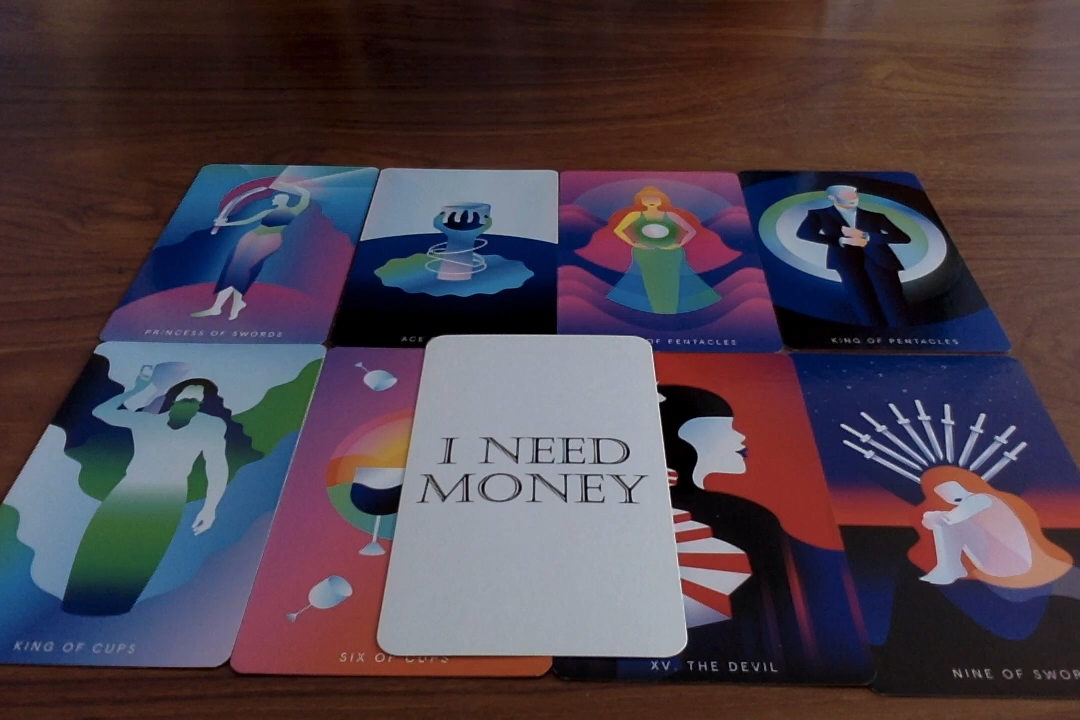 PRINCESS OF SWORDS
ACE
OF PENTACLES
KING OF PENTACLES
I NEED
MONEY
KING OF CUPS
SIX OF CUPS
XV. THE DEVIL
NINE OF SWOR